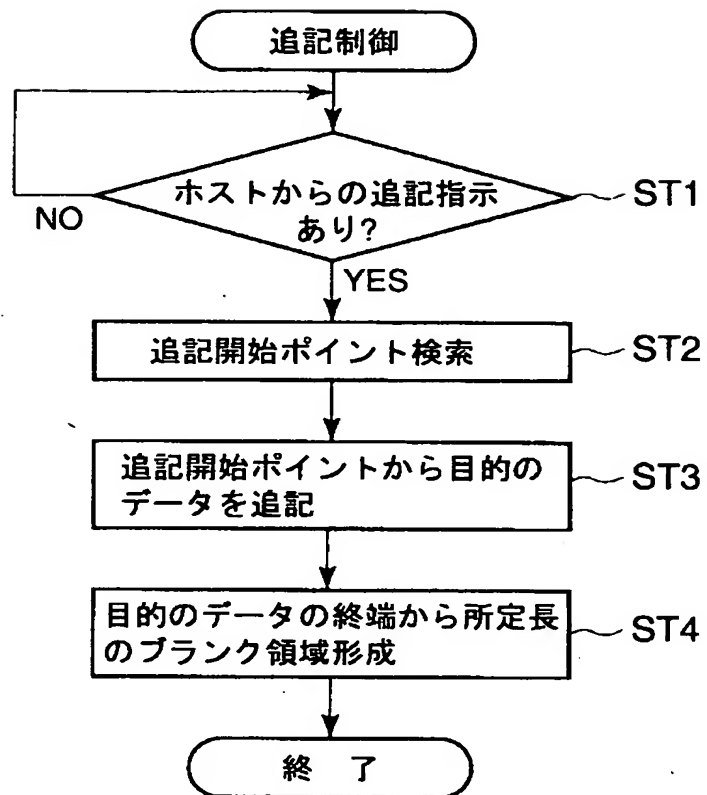 追記制御
ホストからの追記指示
あり?
ST1
NO
YES
追記開始ポイント検索
ST2
追記開始ポイントから目的の
データを追記
ST3
目的のデータの終端から所定長
のブランク領域形成
ST4
終 了